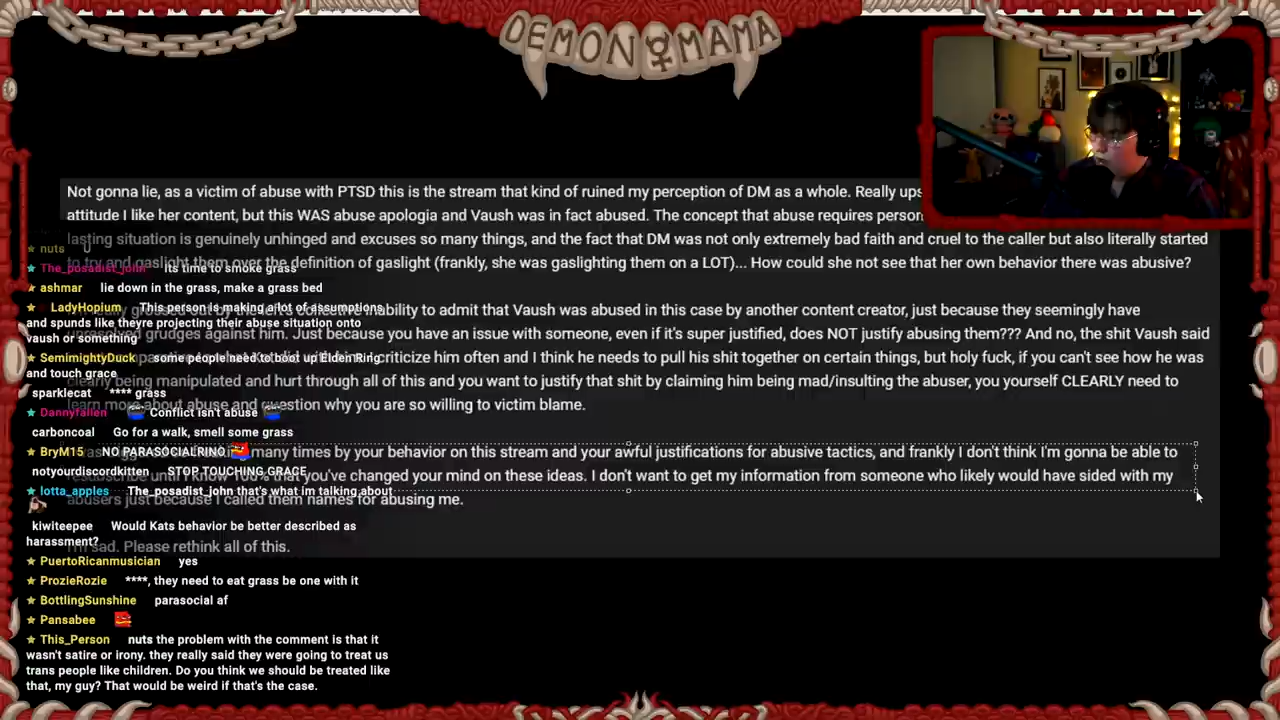 DEMON MAMA
Not gonna lie, as a victim of abuse with PTSD this is the stream that kind of ruined my perception of DM as a whole. Really ups
attitude I like her content, but this WAS abuse apologia and Vaush was in fact abused. The concept that abuse requires person
lasting situation is genuinely unhinged and excuses so many things, and the fact that DM was not only extremely bad faith and cruel to the caller but also literally started
to try and gaslight them over the definition of gaslight (frankly, she was gaslighting them on a LOT)... How could she not see that her own behavior there was abusive?
inability to admit that Vaush was abused in this case by another content creator, just because they seemingly have
unresolved grudges against him. Just because you have an issue with someone, even if it's super justified, does NOT justify abusing them??? And no, the shit Vaush said
criticize him often and I think he needs to pull his shit together on certain things, but holy fuck, if you can't see how he was
clearly being manipulated and hurt through all of this and you want to justify that shit by claiming him being mad/insulting the abuser, you yourself CLEARLY need to
learn more about abuse and question why you are so willing to victim blame.
many times by your behavior on this stream and your awful justifications for abusive tactics, and frankly I don't think I'm gonna be able to
resubscribe until I know 100% that you've changed your mind on these ideas. I don't want to get my information from someone who likely would have sided with my
abusers just because I called them names for abusing me.
I'm sad. Please rethink all of this.
nuts U
The_posadist_john its time to smoke grass
ashmar lie down in the grass, make a grass bed
LadyHopium This person is making a lot of assumptions
and spunds like theyre projecting their abuse situation onto
vaush or something
SemimightyDuck some people need to boot up Elden Ring
and touch grace
sparklecat **** grass
Dannyfallen Conflict isn't abuse
carboncoal Go for a walk, smell some grass
BryM15 NO PARASOCIALRINO
notyourdiscordkitten STOP TOUCHING GRACE
lotta_apples The_posadist_john that's what im talking about
kiwiteepee Would Kats behavior be better described as
harassment?
PuertoRicanmusician yes
ProzieRozie ****, they need to eat grass be one with it
BottlingSunshine parasocial af
Pansabee
This_Person nuts the problem with the comment is that it
wasn't satire or irony. they really said they were going to treat us
trans people like children. Do you think we should be treated like
that, my guy? That would be weird if that's the case.